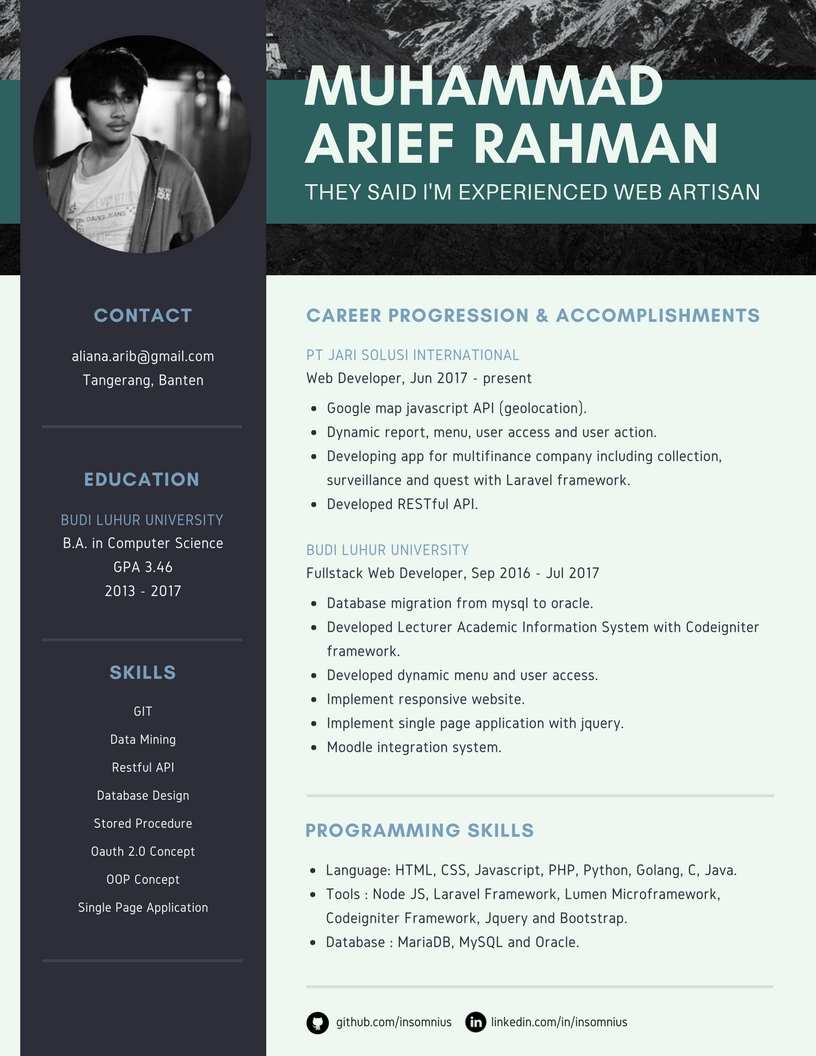 MUHAMMAD
ARIEF RAHMAN
THEY SAID I'M EXPERIENCED WEB ARTISAN
CONTACT
aliana.arib@gmail.com
Tangerang, Banten
EDUCATION
BUDI LUHUR UNIVERSITY
B.A. in Computer Science
GPA 3.46
2013 - 2017
SKILLS
GIT
Data Mining
Restful API
Database Design
Stored Procedure
Oauth 2.0 Concept
OOP Concept
Single Page Application
CAREER PROGRESSION & ACCOMPLISHMENTS
PT JARI SOLUSI INTERNATIONAL
Web Developer, Jun 2017 - present
• Google map javascript API (geolocation).
• Dynamic report, menu, user access and user action.
• Developing app for multifinance company including collection,
surveillance and quest with Laravel framework.
• Developed RESTful API.
BUDI LUHUR UNIVERSITY
Fullstack Web Developer, Sep 2016 - Jul 2017
• Database migration from mysql to oracle.
• Developed Lecturer Academic Information System with Codeigniter
framework.
• Developed dynamic menu and user access.
• Implement responsive website.
• Implement single page application with jquery.
• Moodle integration system.
PROGRAMMING SKILLS
• Language: HTML, CSS, Javascript, PHP, Python, Golang, C, Java.
• Tools : Node JS, Laravel Framework, Lumen Microframework,
Codeigniter Framework, Jquery and Bootstrap.
• Database : MariaDB, MySQL and Oracle.
github.com/insomnius
in linkedin.com/in/insomnius